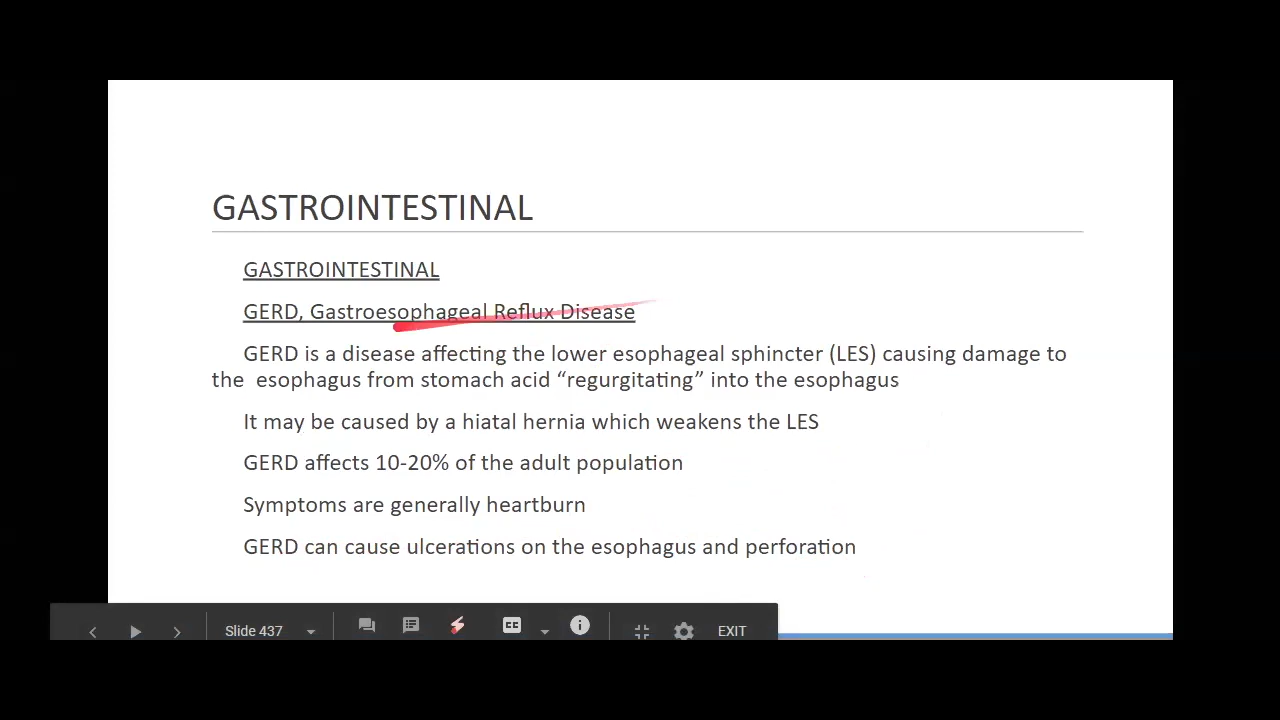 GASTROINTESTINAL
GASTROINTESTINAL
GERD, Gastroesophageal Reflux Disease
GERD is a disease affecting the lower esophageal sphincter (LES) causing damage to
the  esophagus from stomach acid “regurgitating” into the esophagus
It may be caused by a hiatal hernia which weakens the LES
GERD affects 10-20% of the adult population
Symptoms are generally heartburn
GERD can cause ulcerations on the esophagus and perforation
Slide 437 CC EXIT